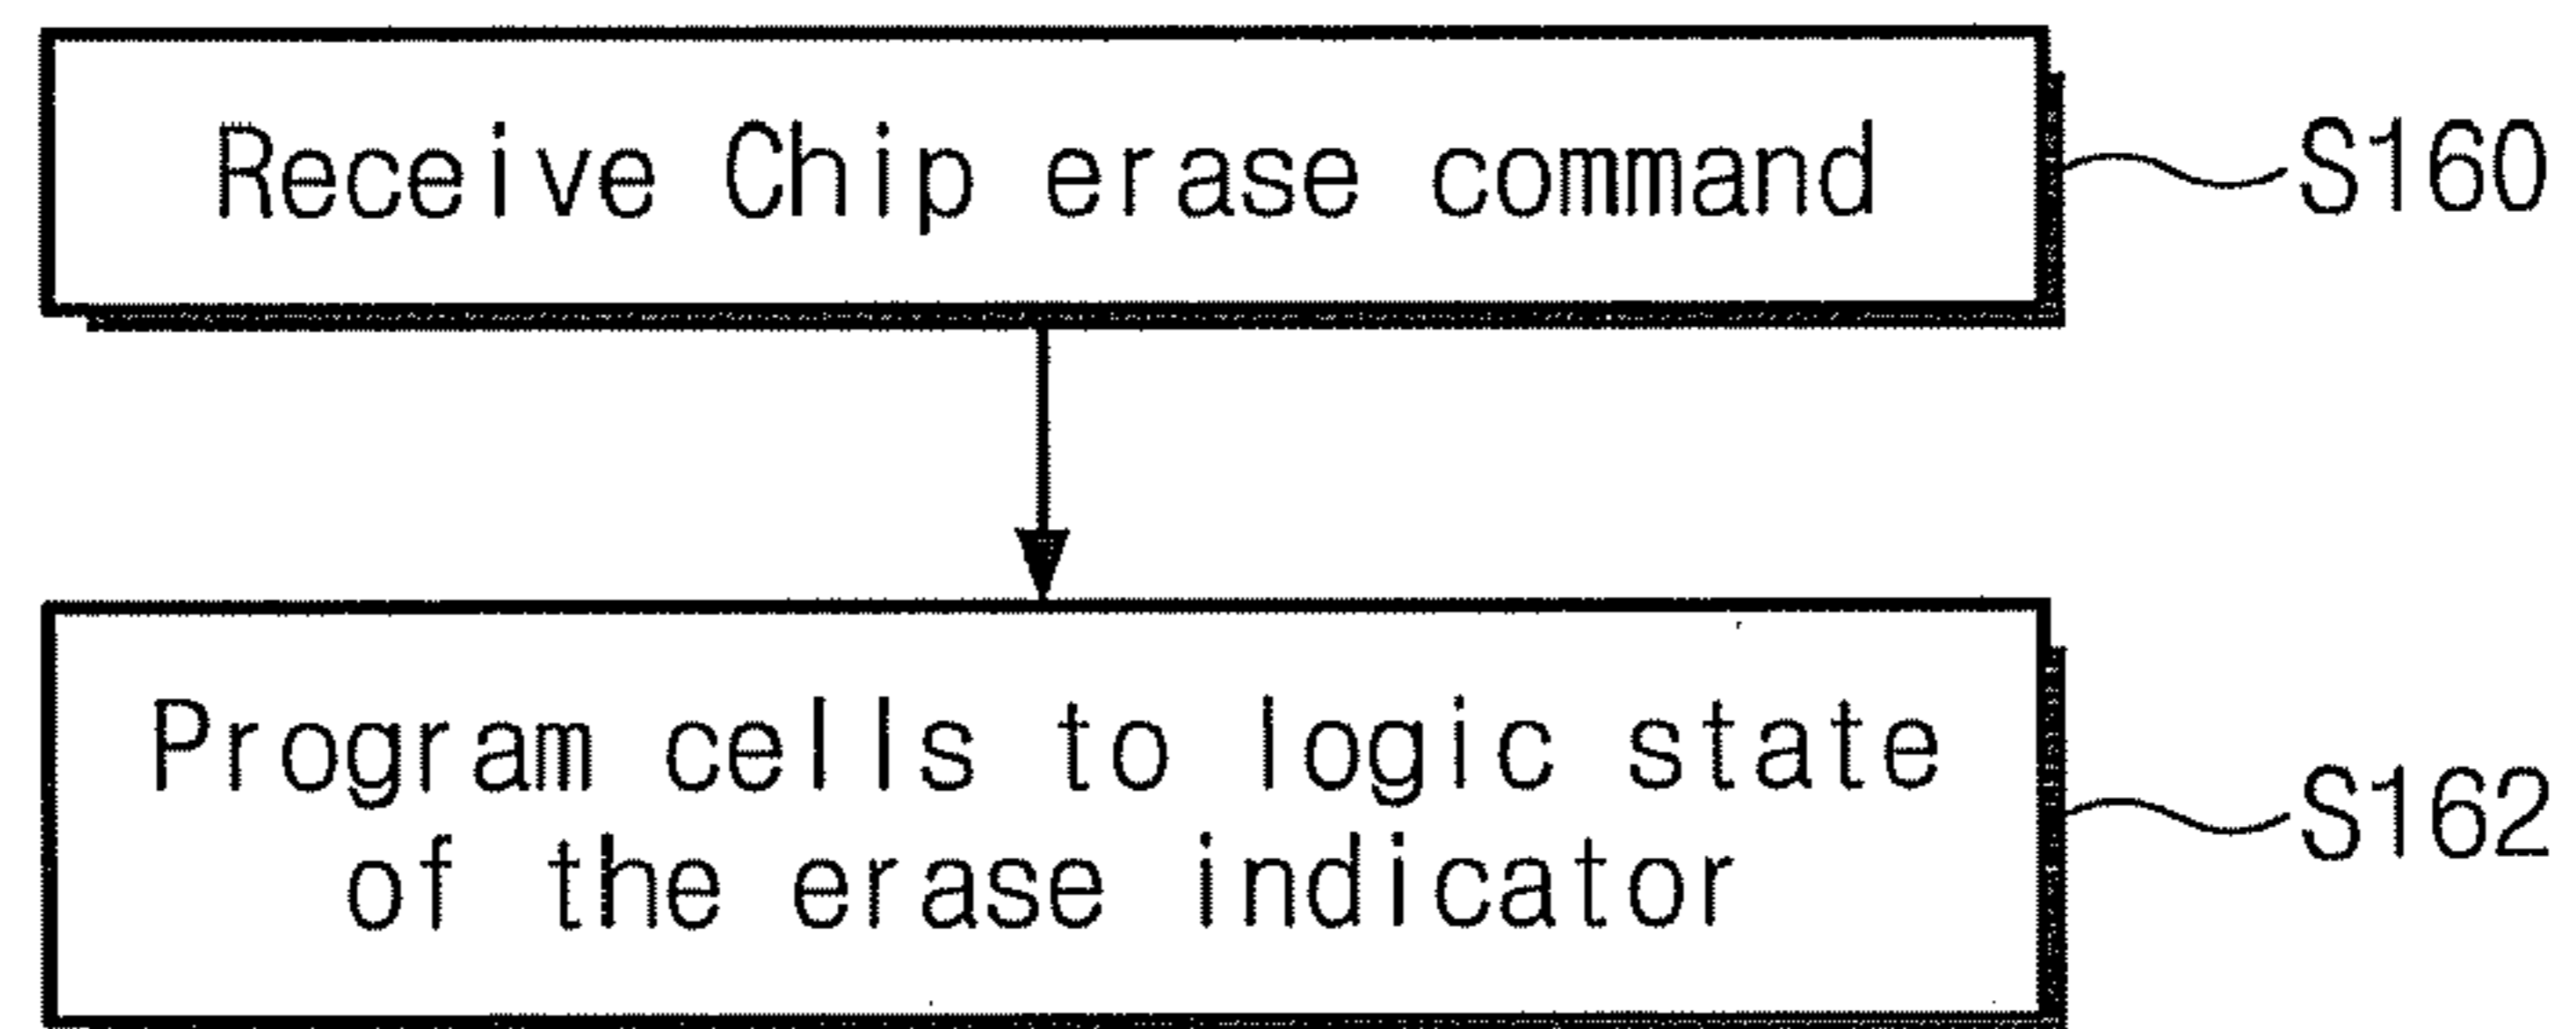 Receive Chip erase command
S160
Program cells to logic state
of the erase indicator
S162